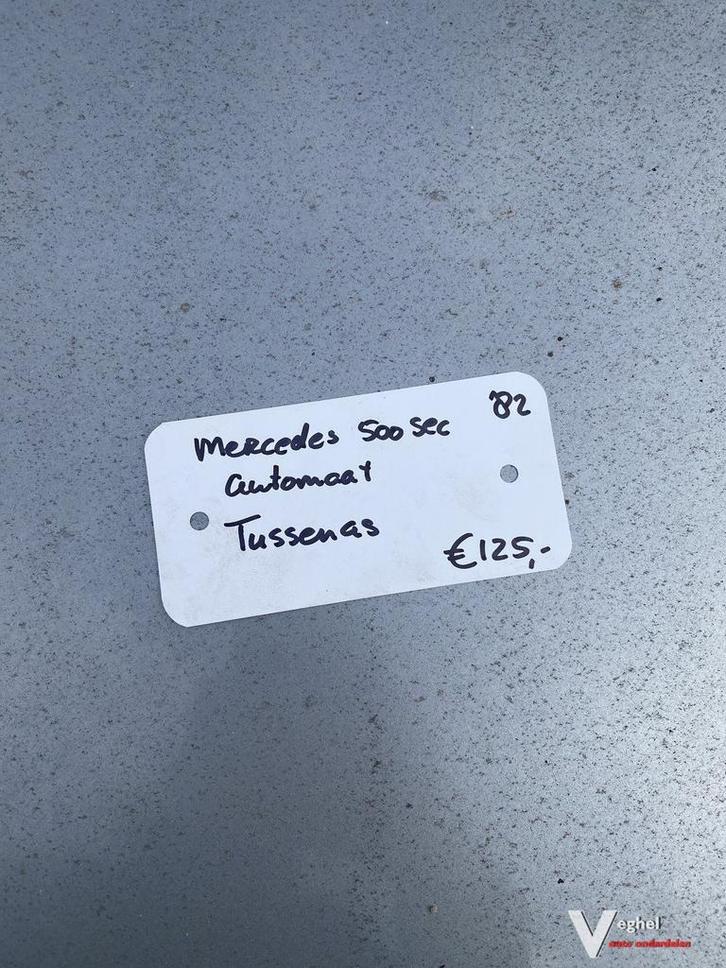 Mercedes 500 sec '82
automaat
Tussenas
€125,-
Veghel
auto onderdelen